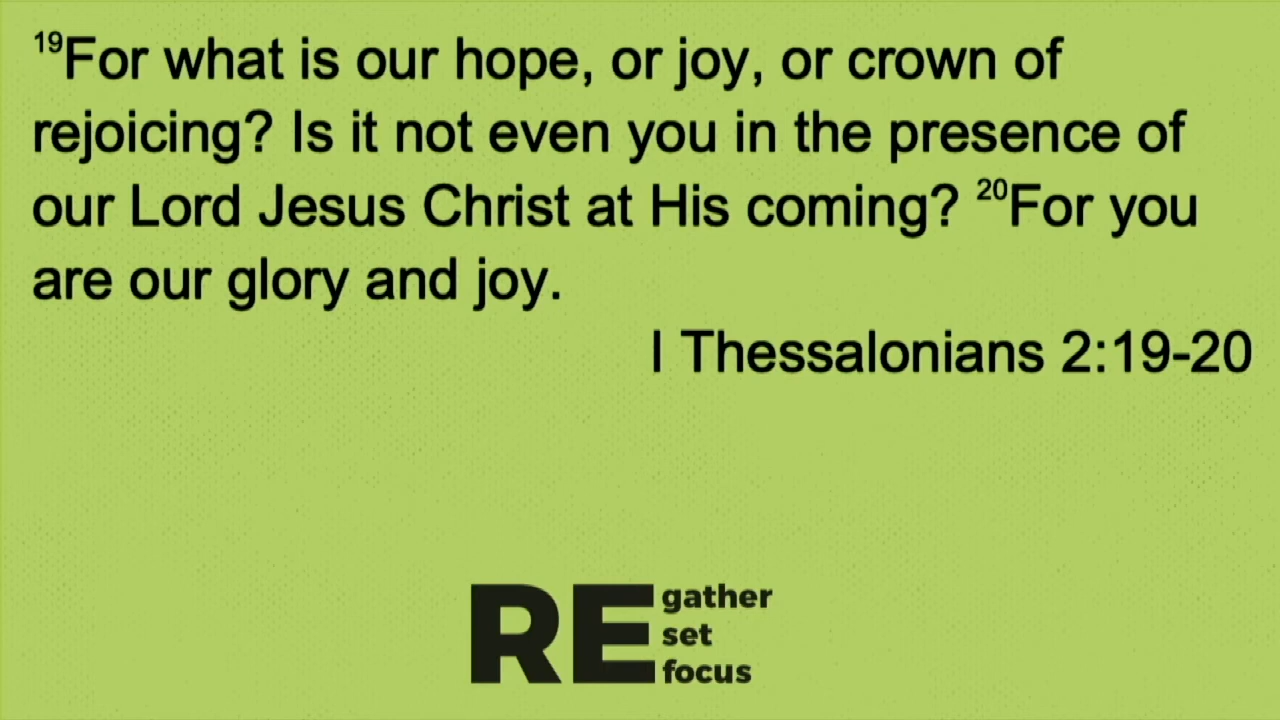 19For what is our hope, or joy, or crown of
rejoicing? Is it not even you in the presence of
our Lord Jesus Christ at His coming? 20For you
are our glory and joy.
I Thessalonians 2:19-20
RE gather
set
focus